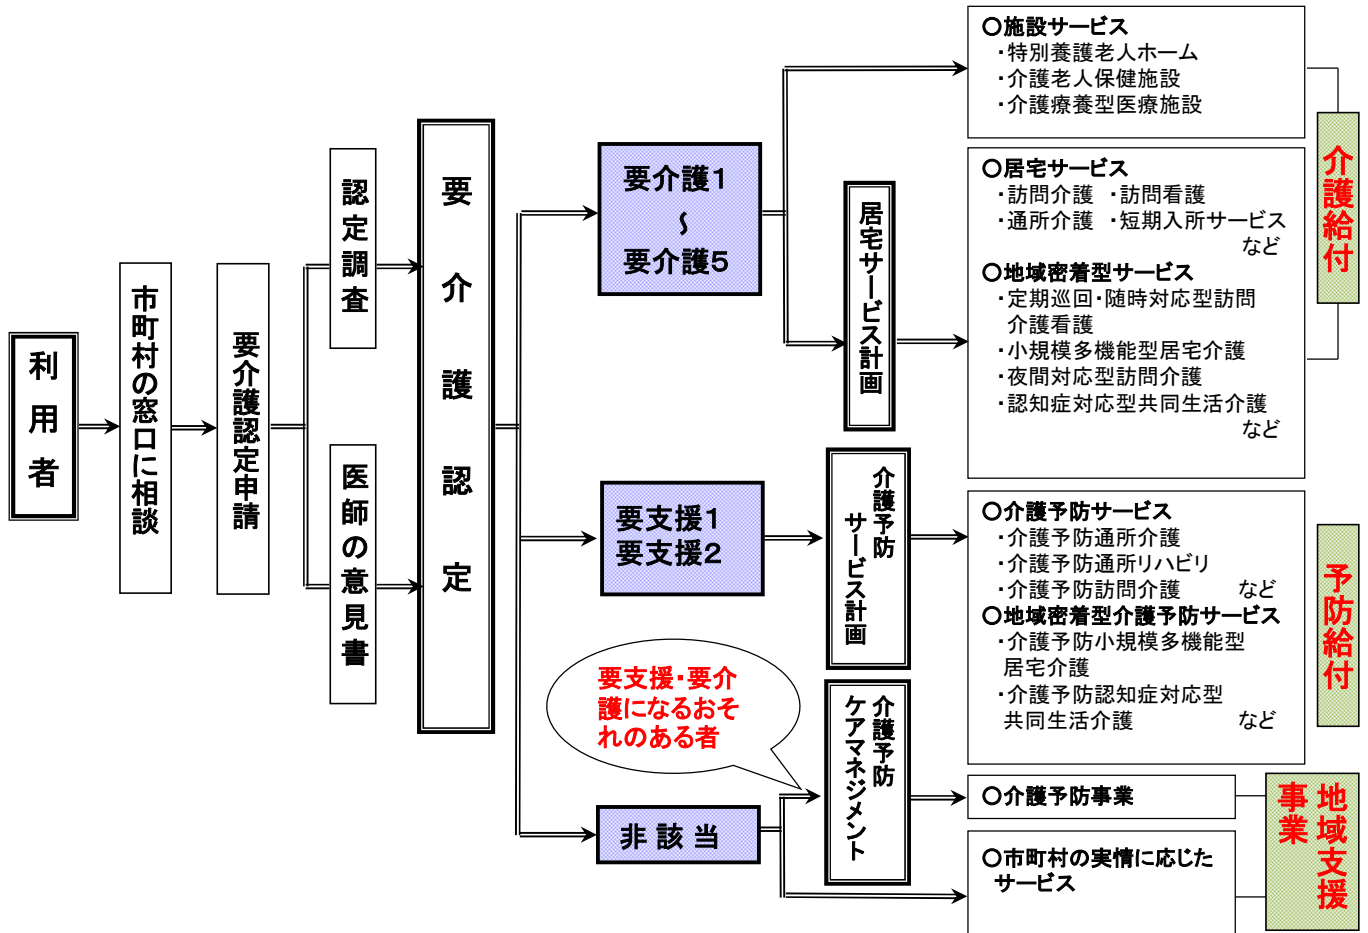 利用者
市町村の窓口に相談
要介護認定申請
認定調査
医師の意見書
要介護認定
要介護1
～
要介護5
要支援1
要支援2
要支援・要介
護になるおそ
れのある者
非該当
居宅サービス計画
介護予防
サービス計画
介護予防
ケアマネジメント
○施設サービス
・特別養護老人ホーム
・介護老人保健施設
・介護療養型医療施設
○居宅サービス
・訪問介護 ・訪問看護
・通所介護 ・短期入所サービス
など
○地域密着型サービス
・定期巡回・随時対応型訪問
介護看護
・小規模多機能型居宅介護
・夜間対応型訪問介護
・認知症対応型共同生活介護
など
○介護予防サービス
・介護予防通所介護
・介護予防通所リハビリ
・介護予防訪問介護 など
○地域密着型介護予防サービス
・介護予防小規模多機能型
居宅介護
・介護予防認知症対応型
共同生活介護 など
○介護予防事業
○市町村の実情に応じた
サービス
介護給付
予防給付
地域支援
事業